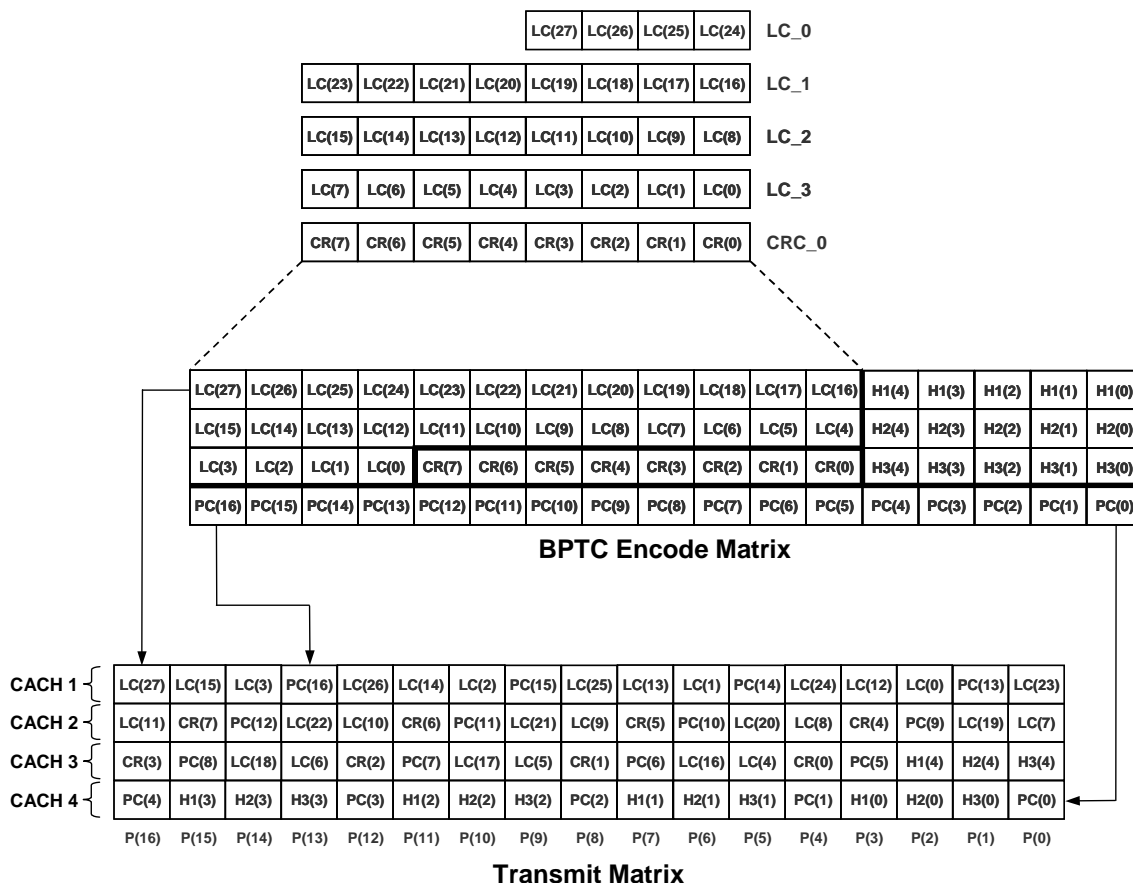 LC(27) LC(26) LC(25) LC(24) LC_0
LC(23) LC(22) LC(21) LC(20) LC(19) LC(18) LC(17) LC(16) LC_1
LC(15) LC(14) LC(13) LC(12) LC(11) LC(10) LC(9) LC(8) LC_2
LC(7) LC(6) LC(5) LC(4) LC(3) LC(2) LC(1) LC(0) LC_3
CR(7) CR(6) CR(5) CR(4) CR(3) CR(2) CR(1) CR(0) CRC_0
LC(27) LC(26) LC(25) LC(24) LC(23) LC(22) LC(21) LC(20) LC(19) LC(18) LC(17) LC(16) H1(4) H1(3) H1(2) H1(1) H1(0)
LC(15) LC(14) LC(13) LC(12) LC(11) LC(10) LC(9) LC(8) LC(7) LC(6) LC(5) LC(4) H2(4) H2(3) H2(2) H2(1) H2(0)
LC(3) LC(2) LC(1) LC(0) CR(7) CR(6) CR(5) CR(4) CR(3) CR(2) CR(1) CR(0) H3(4) H3(3) H3(2) H3(1) H3(0)
PC(16) PC(15) PC(14) PC(13) PC(12) PC(11) PC(10) PC(9) PC(8) PC(7) PC(6) PC(5) PC(4) PC(3) PC(2) PC(1) PC(0)
BPTC Encode Matrix
CACH 1 LC(27) LC(15) LC(3) PC(16) LC(26) LC(14) LC(2) PC(15) LC(25) LC(13) LC(1) PC(14) LC(24) LC(12) LC(0) PC(13) LC(23)
CACH 2 LC(11) CR(7) PC(12) LC(22) LC(10) CR(6) PC(11) LC(21) LC(9) CR(5) PC(10) LC(20) LC(8) CR(4) PC(9) LC(19) LC(7)
CACH 3 CR(3) PC(8) LC(18) LC(6) CR(2) PC(7) LC(17) LC(5) CR(1) PC(6) LC(16) LC(4) CR(0) PC(5) H1(4) H2(4) H3(4)
CACH 4 PC(4) H1(3) H2(3) H3(3) PC(3) H1(2) H2(2) H3(2) PC(2) H1(1) H2(1) H3(1) PC(1) H1(0) H2(0) H3(0) PC(0)
P(16) P(15) P(14) P(13) P(12) P(11) P(10) P(9) P(8) P(7) P(6) P(5) P(4) P(3) P(2) P(1) P(0)
Transmit Matrix